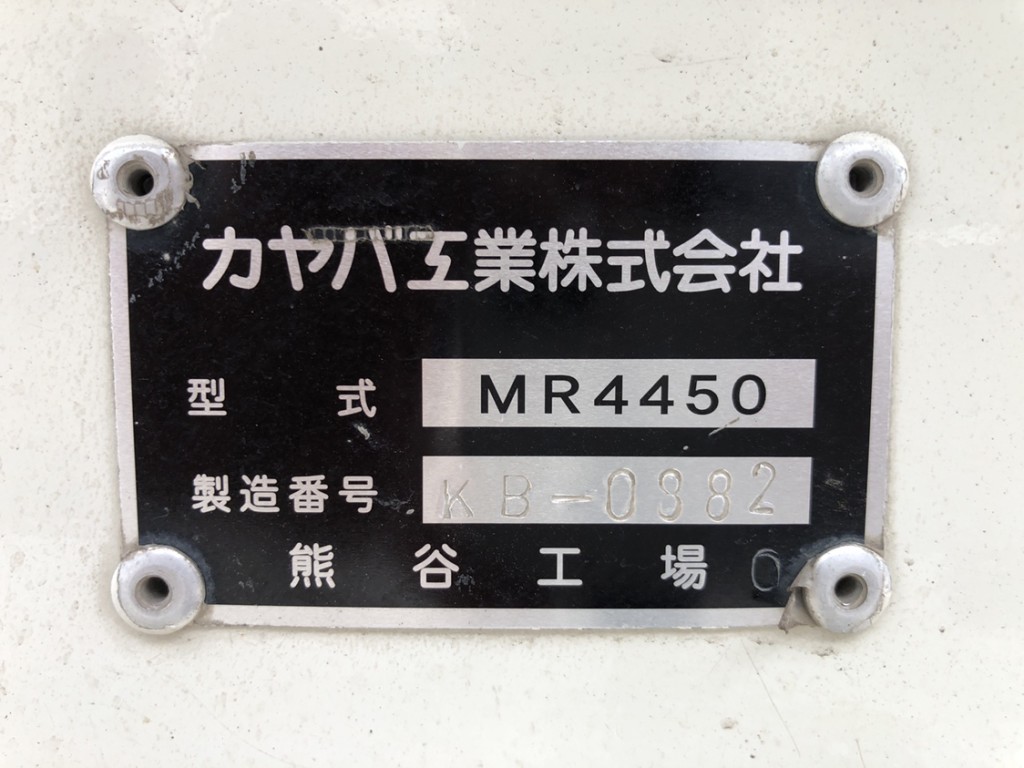 カヤバ工業株式会社
型式 MR4450
製造番号 KB-0382
熊谷工場 0